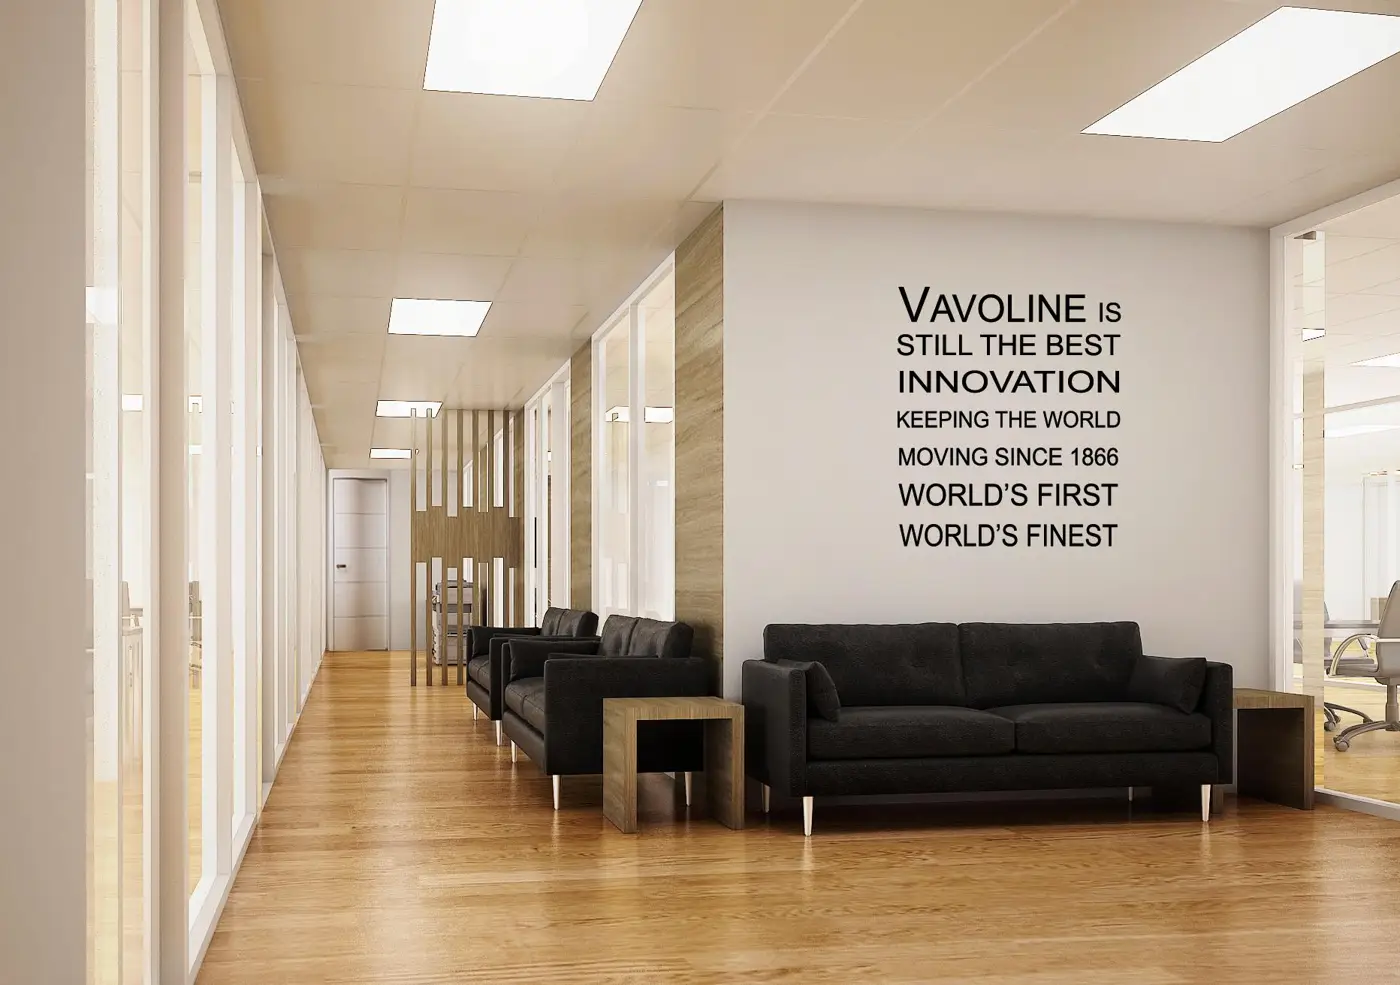 VAVOLINE IS
STILL THE BEST
INNOVATION
KEEPING THE WORLD
MOVING SINCE 1866
WORLD’S FIRST
WORLD’S FINEST